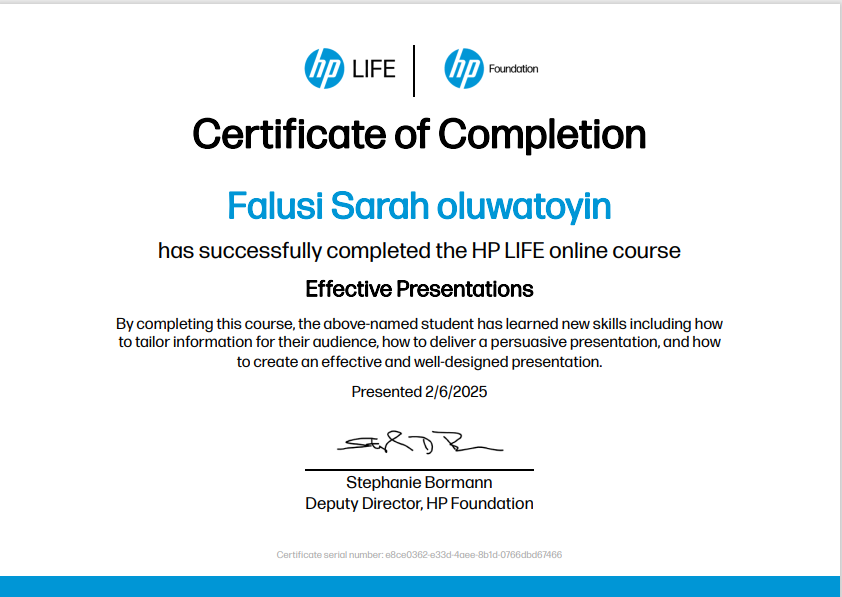 hp LIFE hp Foundation
Certificate of Completion
Falusi Sarah oluwatoyin
has successfully completed the HP LIFE online course
Effective Presentations
By completing this course, the above-named student has learned new skills including how
to tailor information for their audience, how to deliver a persuasive presentation, and how
to create an effective and well-designed presentation.
Presented 2/6/2025
Stephanie Bormann
Deputy Director, HP Foundation
Certificate serial number: e8ce0362-e33d-4aee-8b1d-0766dbd67466